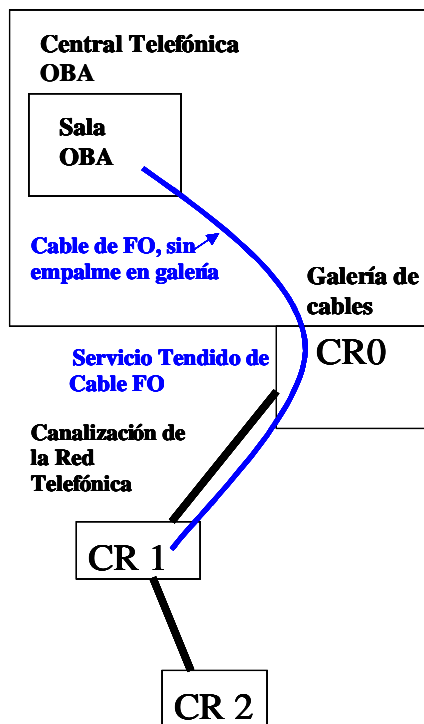 Central Telefónica
OBA
Sala
OBA
Cable de FO, sin
empalme en galería
Galería de
cables
CR0
Servicio Tendido de
Cable FO
Canalización de
la Red
Telefónica
CR 1
CR 2